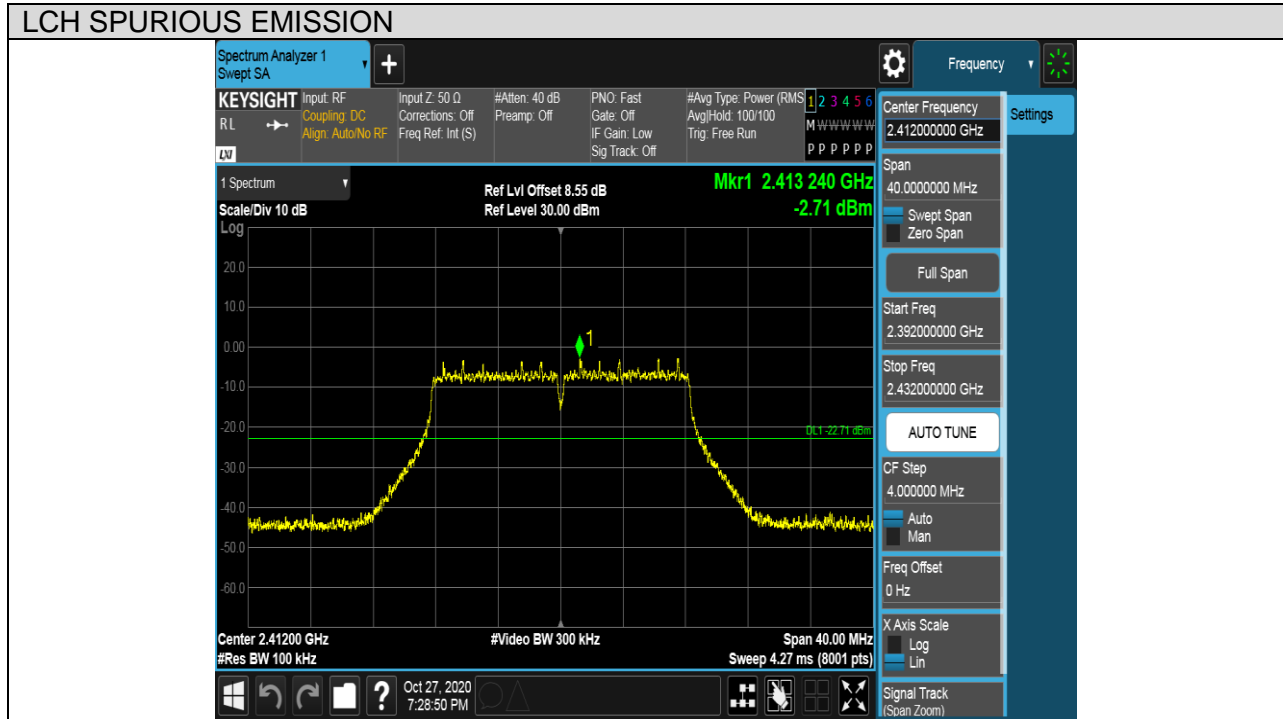 LCH SPURIOUS EMISSION
Spectrum Analyzer 1
Swept SA
+
Frequency
KEYSIGHT
RL
LXI
Input: RF
Coupling: DC
Align: Auto/No RF
Input Z: 50 Ω
Corrections: Off
Freq Ref: Int (S)
#Atten: 40 dB
Preamp: Off
PNO: Fast
Gate: Off
IF Gain: Low
Sig Track: Off
#Avg Type: Power (RMS
Avg|Hold: 100/100
Trig: Free Run
1 2 3 4 5 6
M W W W W W
P P P P P P
1 Spectrum
Scale/Div 10 dB
Ref Lvl Offset 8.55 dB
Ref Level 30.00 dBm
Mkr1 2.413 240 GHz
-2.71 dBm
Log
20.0
10.0
0.00
-10.0
-20.0
-30.0
-40.0
-50.0
-60.0
1
DL1 -22.71 dBm
Center 2.41200 GHz
#Res BW 100 kHz
#Video BW 300 kHz
Span 40.00 MHz
Sweep 4.27 ms (8001 pts)
?
Oct 27, 2020
7:28:50 PM
Center Frequency
2.412000000 GHz
Settings
Span
40.0000000 MHz
Swept Span
Zero Span
Full Span
Start Freq
2.392000000 GHz
Stop Freq
2.432000000 GHz
AUTO TUNE
CF Step
4.000000 MHz
Auto
Man
Freq Offset
0 Hz
X Axis Scale
Log
Lin
Signal Track
(Span Zoom)